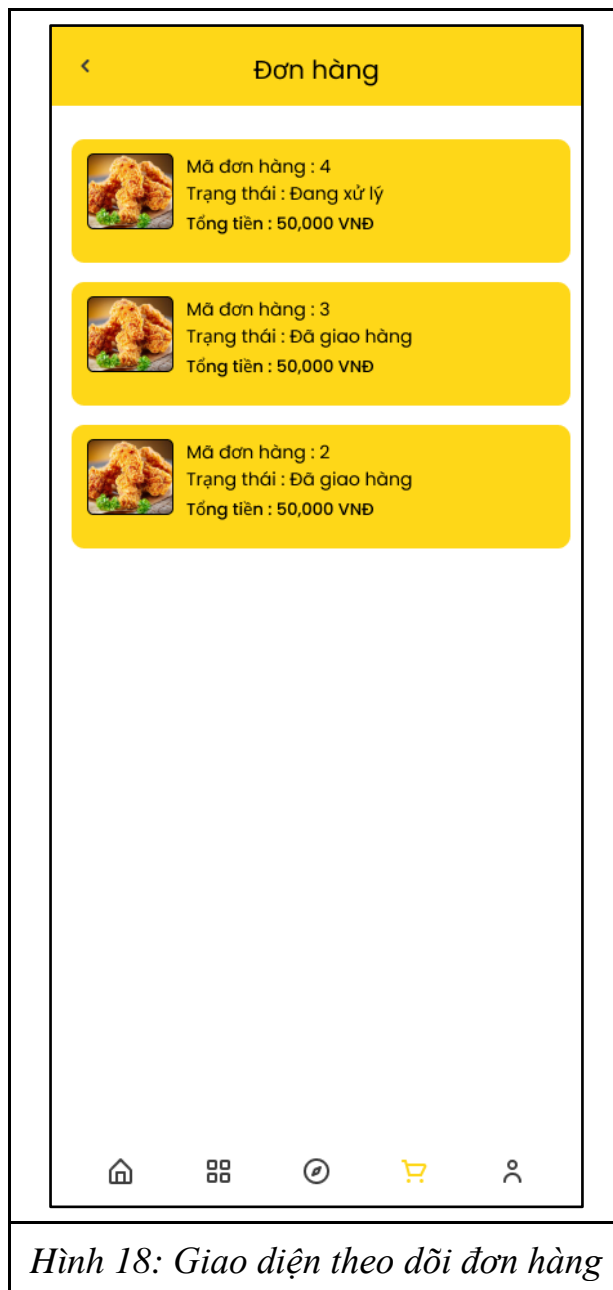 Đơn hàng
Mã đơn hàng : 4
Trạng thái : Đang xử lý
Tổng tiền : 50,000 VNĐ
Mã đơn hàng : 3
Trạng thái : Đã giao hàng
Tổng tiền : 50,000 VNĐ
Mã đơn hàng : 2
Trạng thái : Đã giao hàng
Tổng tiền : 50,000 VNĐ
Hình 18: Giao diện theo dõi đơn hàng